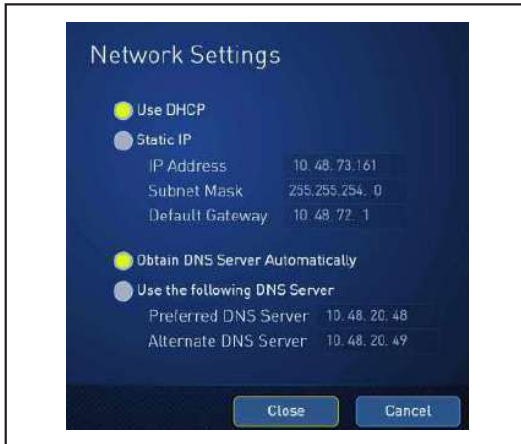 Network Settings
Use DHCP
Static IP
IP Address 10. 48. 73.161
Subnet Mask 255.255.254. 0
Default Gateway 10. 48. 72. 1
Obtain DNS Server Automatically
Use the following DNS Server
Preferred DNS Server 10. 48. 20. 48
Alternate DNS Server 10. 48. 20. 49
Close Cancel